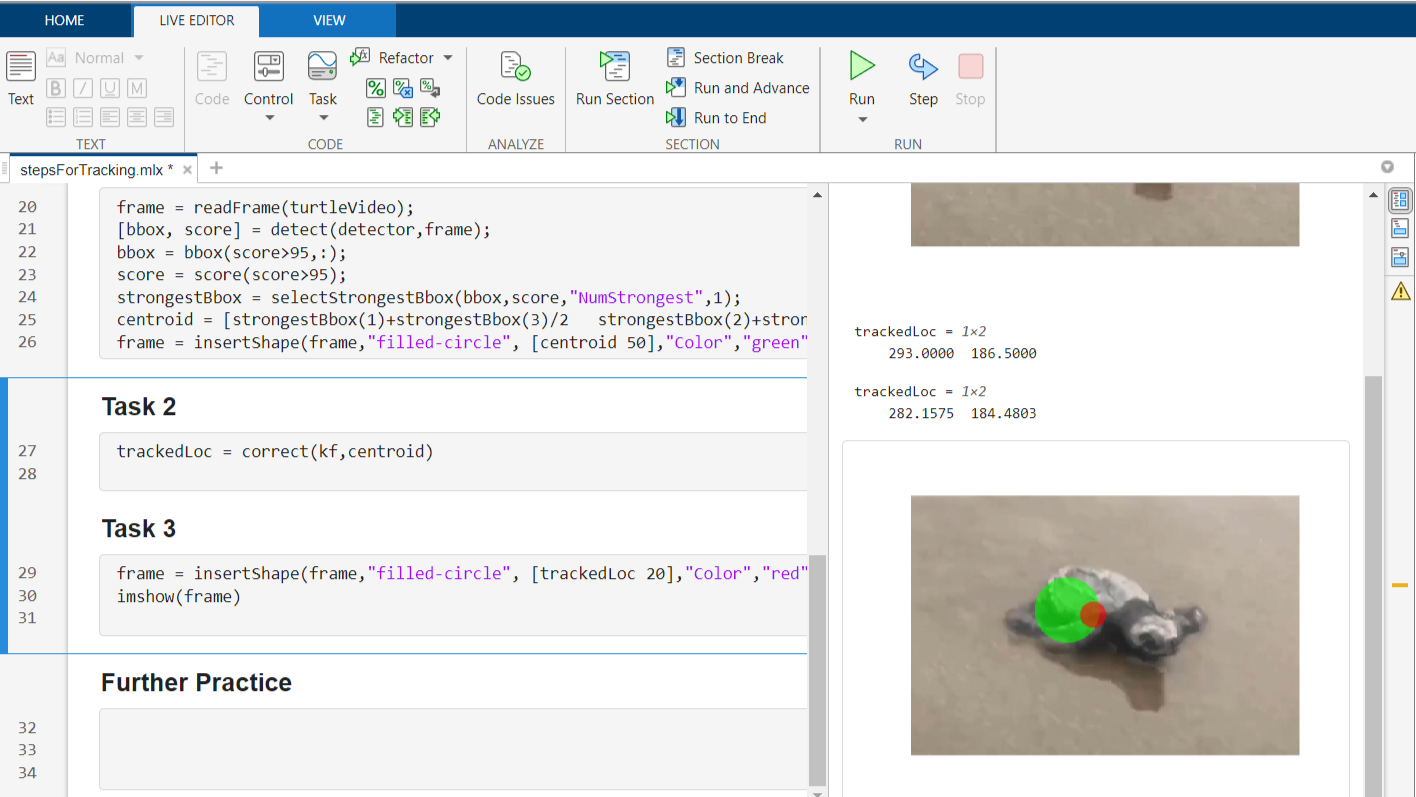 HOME LIVE EDITOR VIEW
Text Aa Normal B I U M TEXT
Code Control Task Refactor CODE
Code Issues ANALYZE
Run Section Section Break Run and Advance Run to End SECTION
Run Step Stop RUN
stepsForTracking.mlx * × +
20 frame = readFrame(turtleVideo);
21 [bbox, score] = detect(detector,frame);
22 bbox = bbox(score>95,:);
23 score = score(score>95);
24 strongestBbox = selectStrongestBbox(bbox,score,"NumStrongest",1);
25 centroid = [strongestBbox(1)+strongestBbox(3)/2   strongestBbox(2)+stron
26 frame = insertShape(frame,"filled-circle", [centroid 50],"Color","green"
Task 2
27 trackedLoc = correct(kf,centroid)
28
Task 3
29 frame = insertShape(frame,"filled-circle", [trackedLoc 20],"Color","red"
30 imshow(frame)
31
Further Practice
32
33
34
trackedLoc = 1×2
293.0000  186.5000
trackedLoc = 1×2
282.1575  184.4803